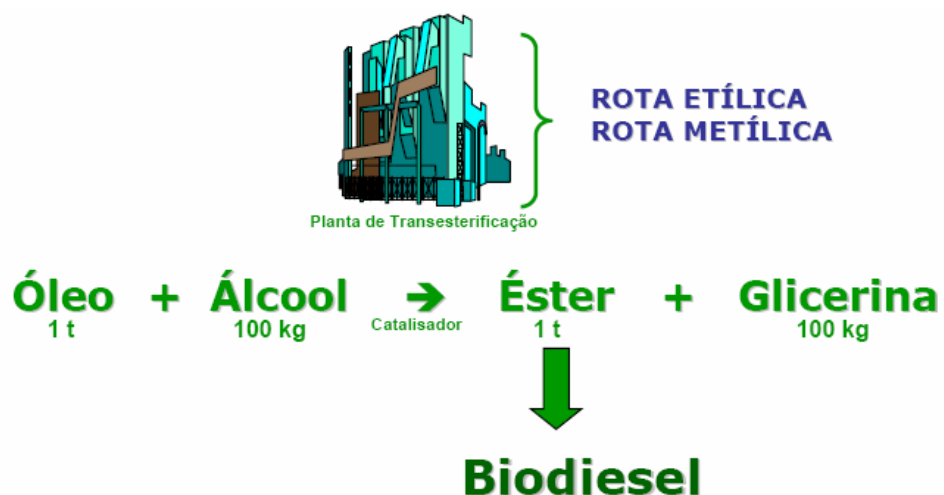 ROTA ETÍLICA
ROTA METÍLICA
Planta de Transesterificação
Óleo + Álcool ➔ Éster + Glicerina
1 t 100 kg Catalisador 1 t 100 kg
Biodiesel